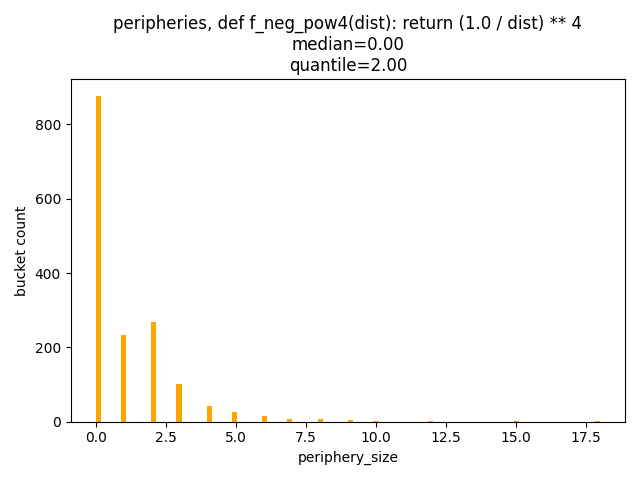 peripheries, def f_neg_pow4(dist): return (1.0 / dist) ** 4
median=0.00
quantile=2.00
800
600
400
200
0
bucket count
0.0 2.5 5.0 7.5 10.0 12.5 15.0 17.5
periphery_size